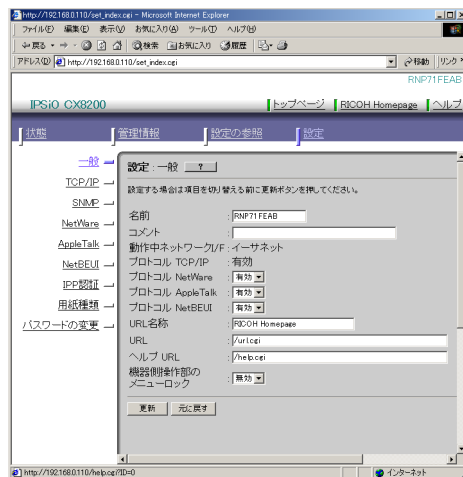 http://192.168.0.110/set_index.cgi - Microsoft Internet Explorer
ファイル(F) 編集(E) 表示(V) お気に入り(A) ツール(T) ヘルプ(H)
戻る 検索 お気に入り 履歴
アドレス(D) http://192.168.0.110/set_index.cgi 移動 リンク
RNP71FEAB
IPSiO CX8200 トップページ RICOH Homepage ヘルプ
状態 管理情報 設定の参照 設定
一般
TCP/IP
SNMP
NetWare
AppleTalk
NetBEUI
IPP認証
用紙種類
パスワードの変更
設定 : 一般 ?
設定する場合は項目を切り替える前に更新ボタンを押してください。
名前 : RNP71FEAB
コメント :
動作中ネットワークI/F : イーサネット
プロトコル TCP/IP : 有効
プロトコル NetWare : 有効
プロトコル AppleTalk : 有効
プロトコル NetBEUI : 有効
URL名称 : RICOH Homepage
URL : /url.cgi
ヘルプ URL : /help.cgi
機器側操作部の
メニューロック : 無効
更新 元に戻す
http://192.168.0.110/help.cgi?ID=0 インターネット